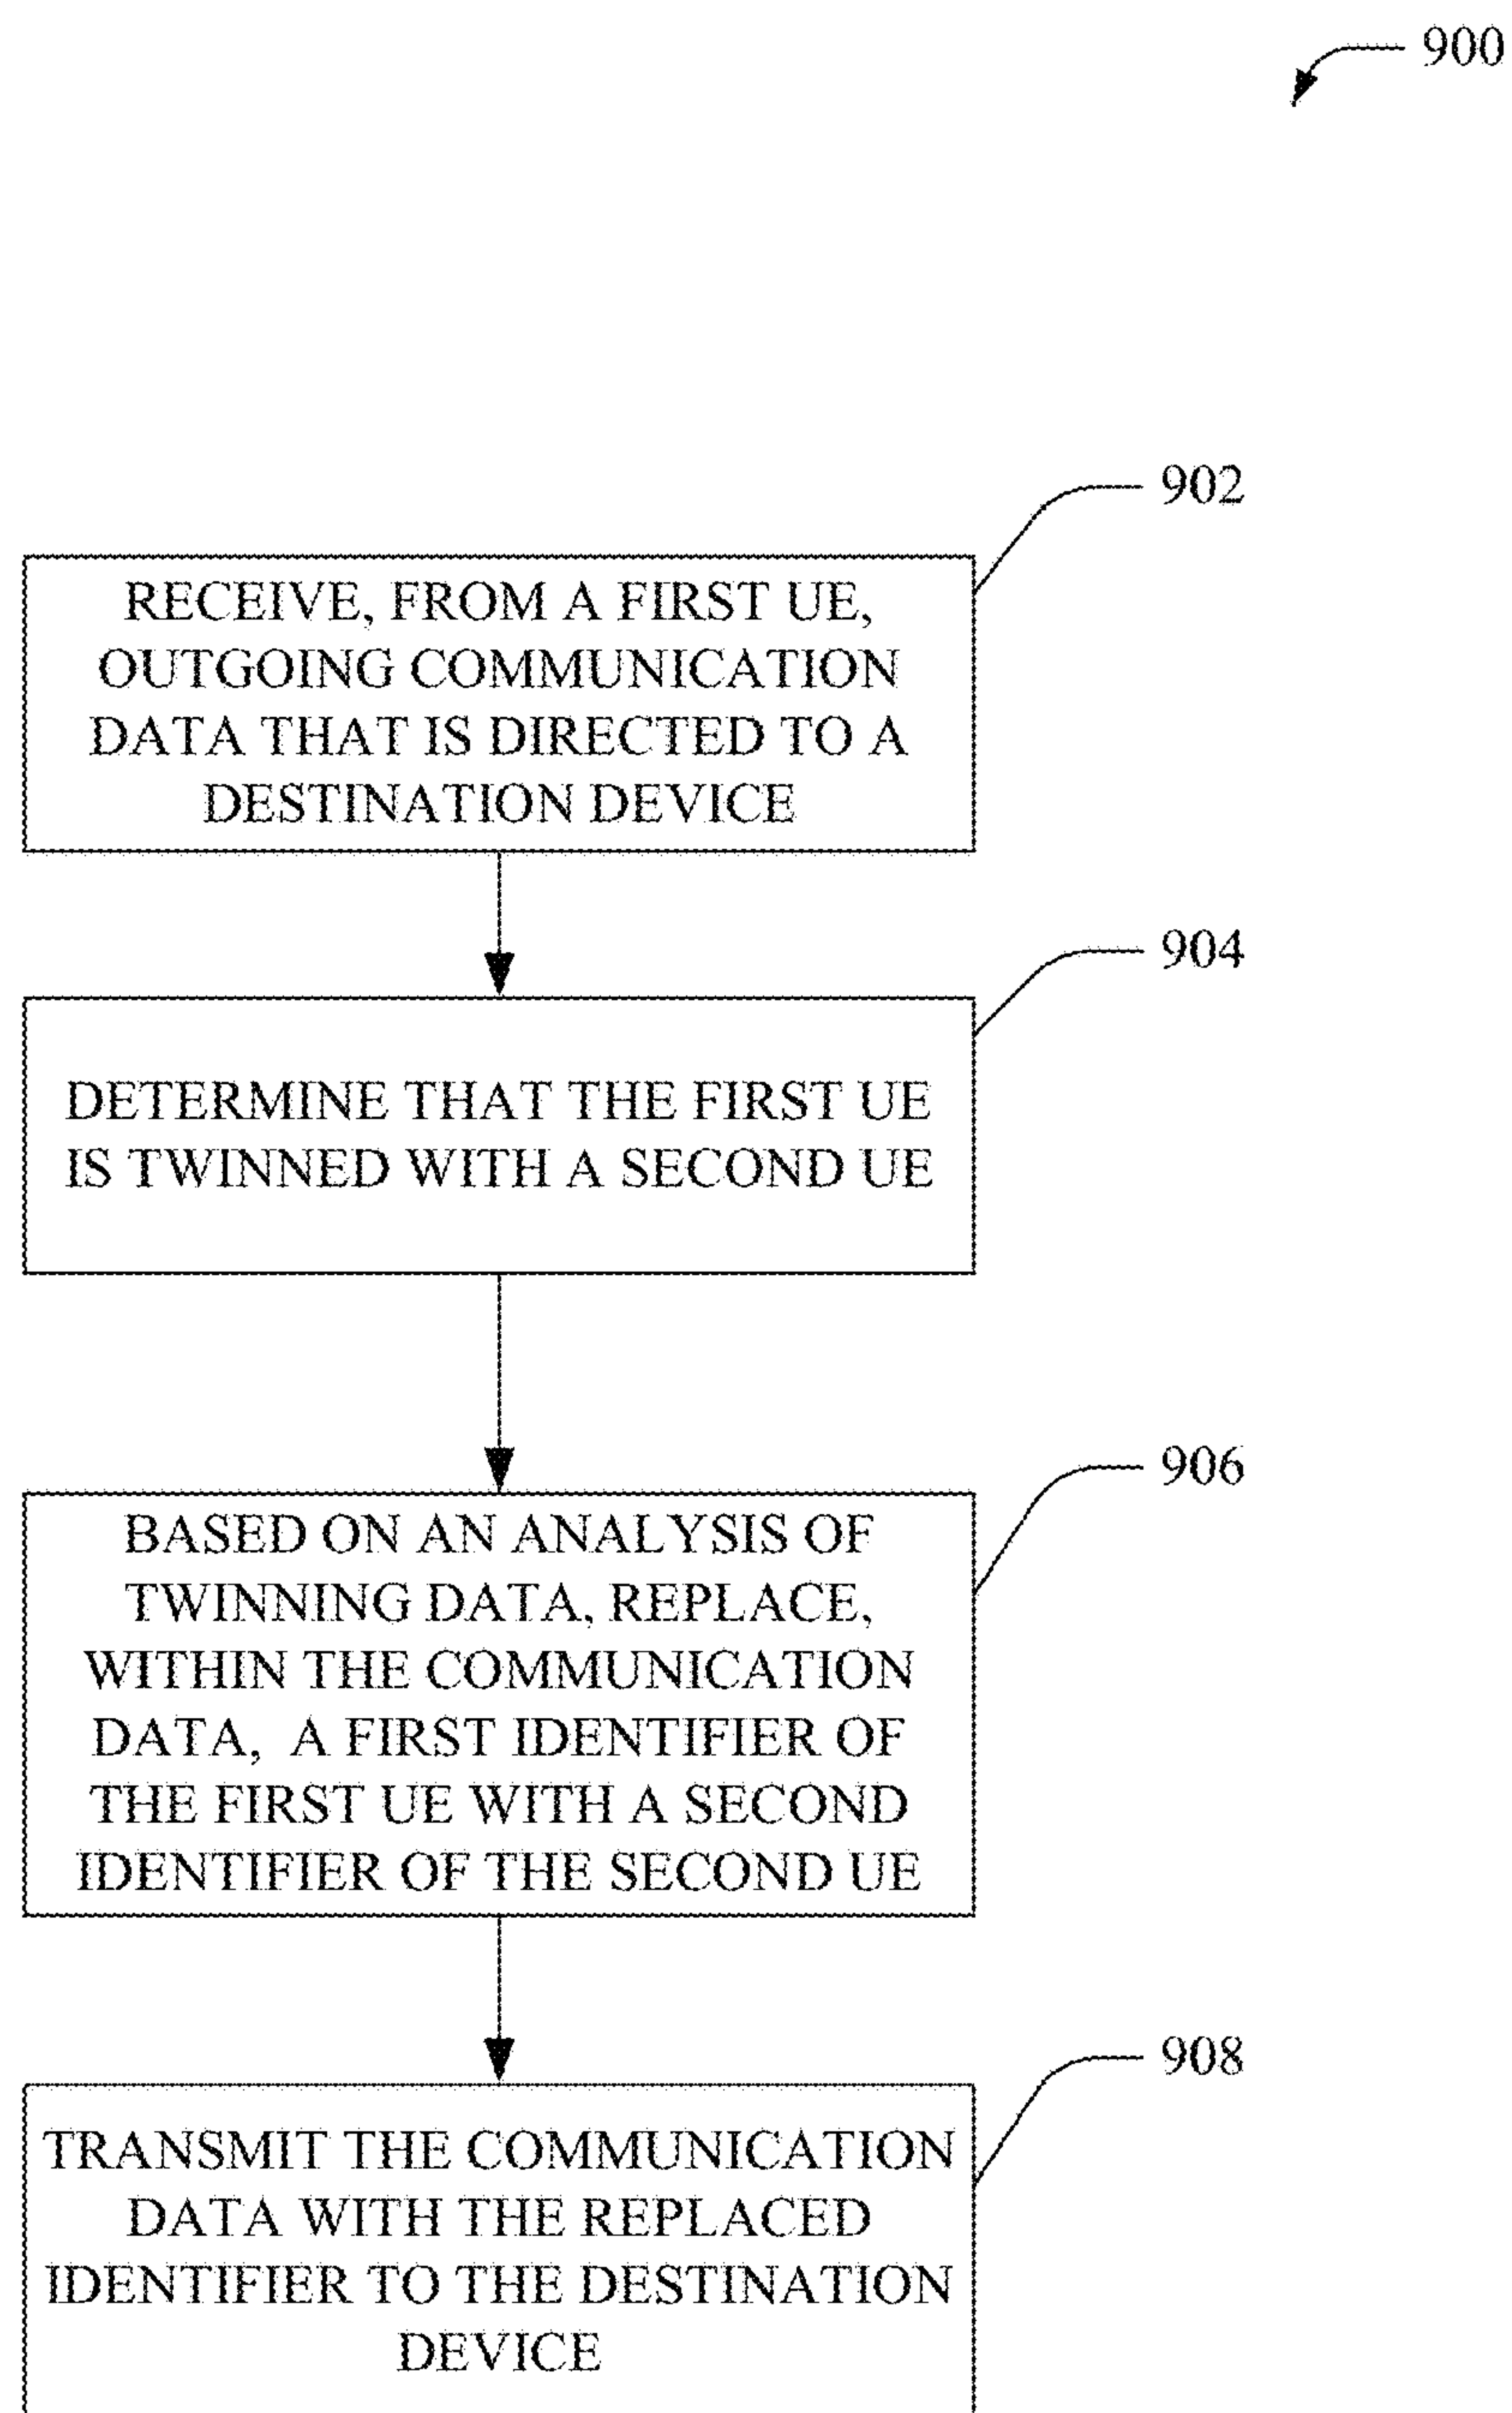 900
902
RECEIVE, FROM A FIRST UE,
OUTGOING COMMUNICATION
DATA THAT IS DIRECTED TO A
DESTINATION DEVICE
904
DETERMINE THAT THE FIRST UE
IS TWINNED WITH A SECOND UE
906
BASED ON AN ANALYSIS OF
TWINNING DATA, REPLACE,
WITHIN THE COMMUNICATION
DATA, A FIRST IDENTIFIER OF
THE FIRST UE WITH A SECOND
IDENTIFIER OF THE SECOND UE
908
TRANSMIT THE COMMUNICATION
DATA WITH THE REPLACED
IDENTIFIER TO THE DESTINATION
DEVICE